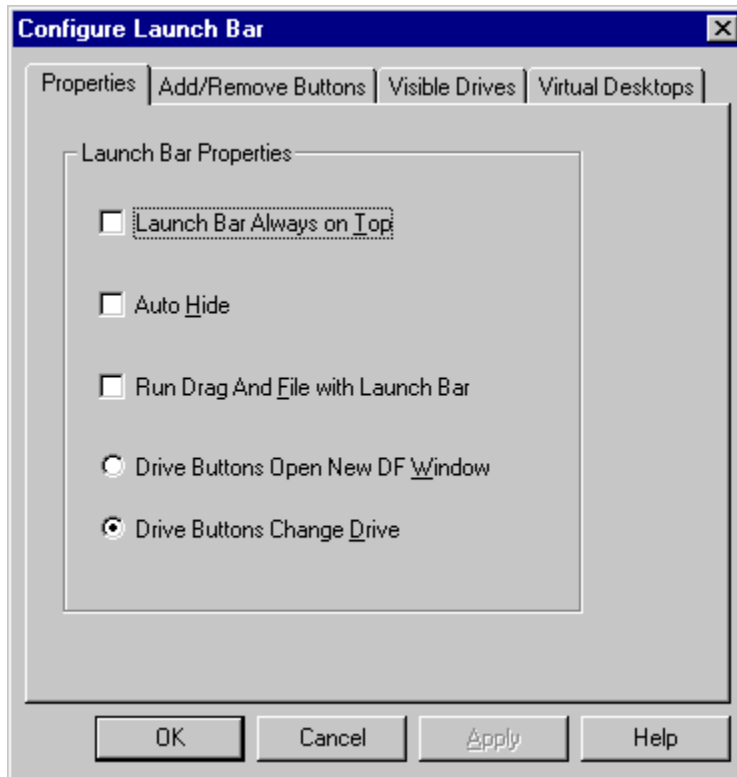 Configure Launch Bar
Properties Add/Remove Buttons Visible Drives Virtual Desktops
Launch Bar Properties
Launch Bar Always on Top
Auto Hide
Run Drag And File with Launch Bar
Drive Buttons Open New DF Window
Drive Buttons Change Drive
OK Cancel Apply Help